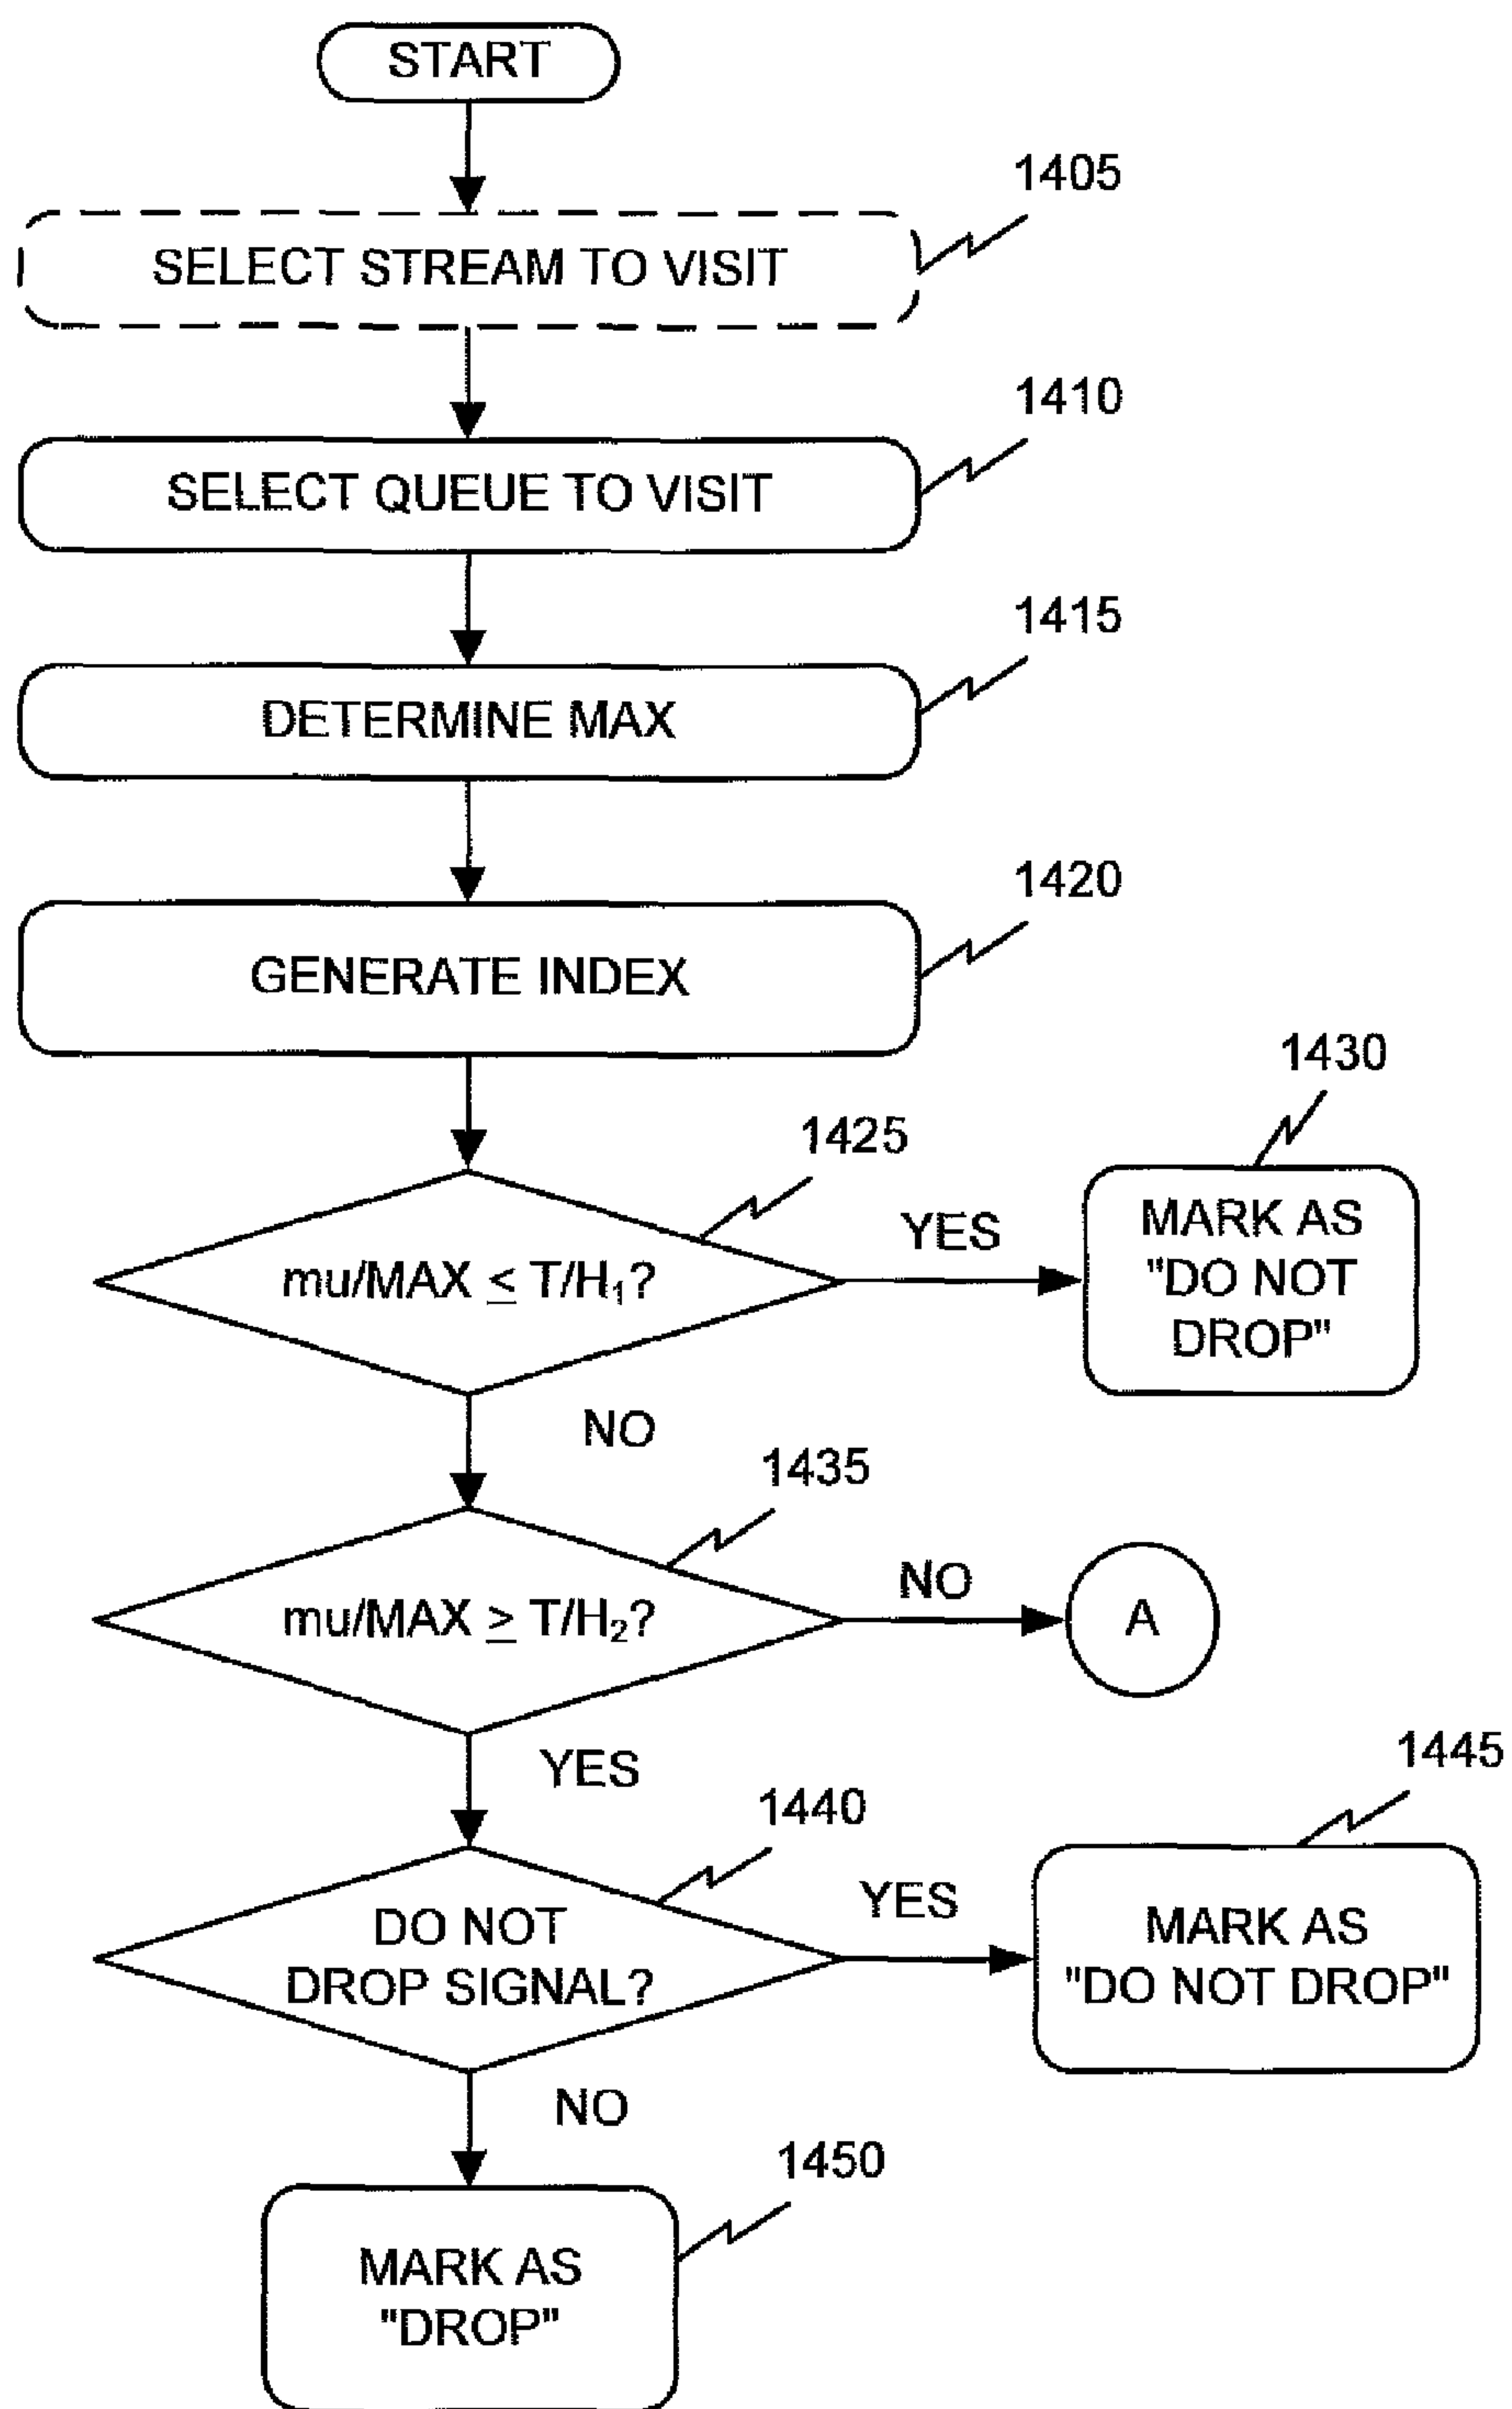 START
1405
SELECT STREAM TO VISIT
1410
SELECT QUEUE TO VISIT
1415
DETERMINE MAX
1420
GENERATE INDEX
1425
mu/MAX ≤ T/H₁?
YES
1430
MARK AS
"DO NOT
DROP"
NO
1435
mu/MAX ≥ T/H₂?
NO
A
YES
1440
DO NOT
DROP SIGNAL?
YES
1445
MARK AS
"DO NOT DROP"
NO
1450
MARK AS
"DROP"